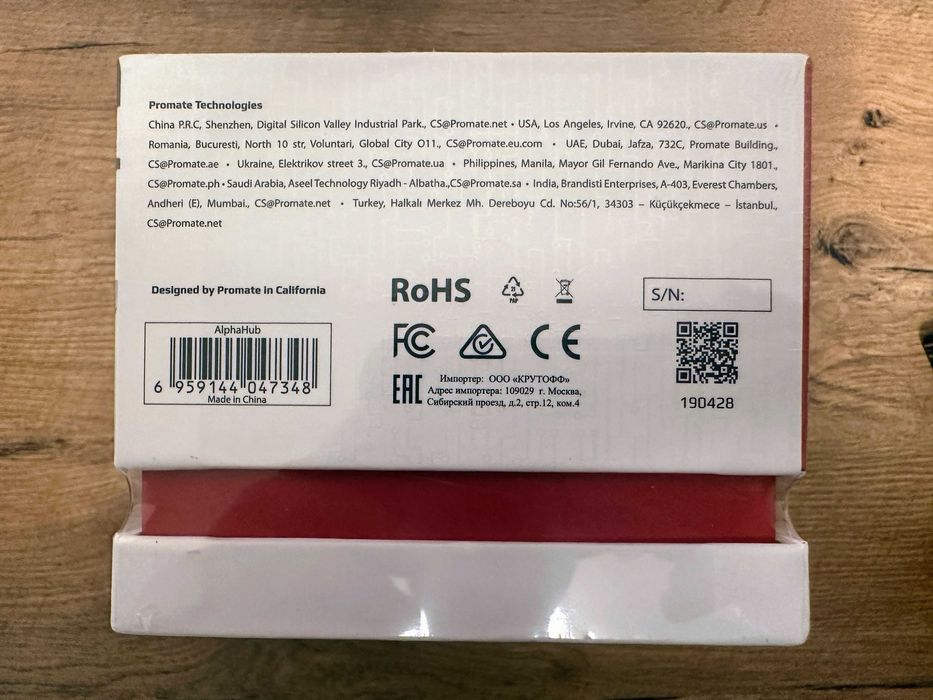 Promate Technologies
China P.R.C, Shenzhen, Digital Silicon Valley Industrial Park., CS@Promate.net • USA, Los Angeles, Irvine, CA 92620., CS@Promate.us •
Romania, Bucuresti, North 10 str, Voluntari, Global City O11., CS@Promate.eu.com • UAE, Dubai, Jafza, 732C, Promate Building.,
CS@Promate.ae • Ukraine, Elektrikov street 3., CS@Promate.ua • Philippines, Manila, Mayor Gil Fernando Ave., Marikina City 1801.,
CS@Promate.ph • Saudi Arabia, Aseel Technology Riyadh - Albatha.,CS@Promate.sa • India, Brandisti Enterprises, A-403, Everest Chambers,
Andheri (E), Mumbai., CS@Promate.net • Turkey, Halkalı Merkez Mh. Dereboyu Cd. No:56/1, 34303 – Küçükçekmece – İstanbul.,
CS@Promate.net
Designed by Promate in California
RoHS
21
PAP
S/N:
AlphaHub
6 959144 047348
Made in China
FC
CE
EAC
Импортер: ООО «КРУТОФФ»
Адрес импортера: 109029 г. Москва,
Сибирский проезд, д.2, стр.12, ком.4
190428